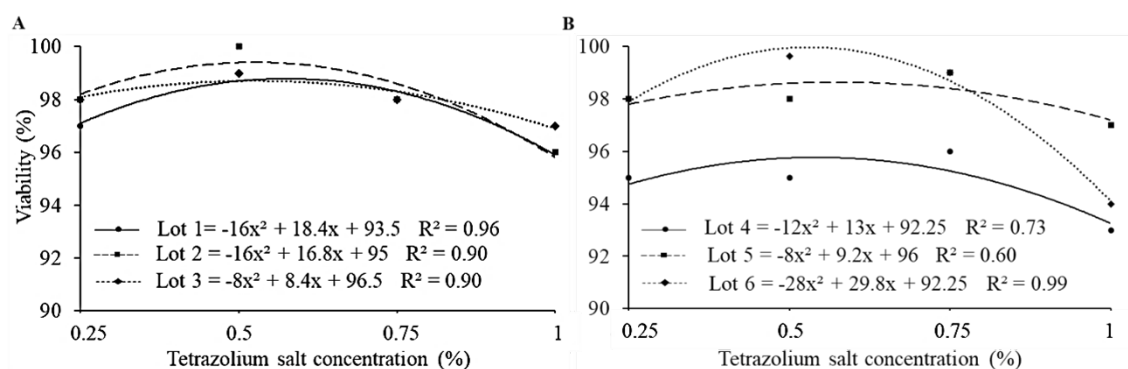 A
Viability (%)
100
98
96
94
92
90
Lot 1= -16x² + 18.4x + 93.5 R² = 0.96
Lot 2 = -16x² + 16.8x + 95 R² = 0.90
Lot 3 = -8x² + 8.4x + 96.5 R² = 0.90
0.25 0.5 0.75 1
Tetrazolium salt concentration (%)
B
100
98
96
94
92
90
Lot 4 = -12x² + 13x + 92.25 R² = 0.73
Lot 5 = -8x² + 9.2x + 96 R² = 0.60
Lot 6 = -28x² + 29.8x + 92.25 R² = 0.99
0.25 0.5 0.75 1
Tetrazolium salt concentration (%)